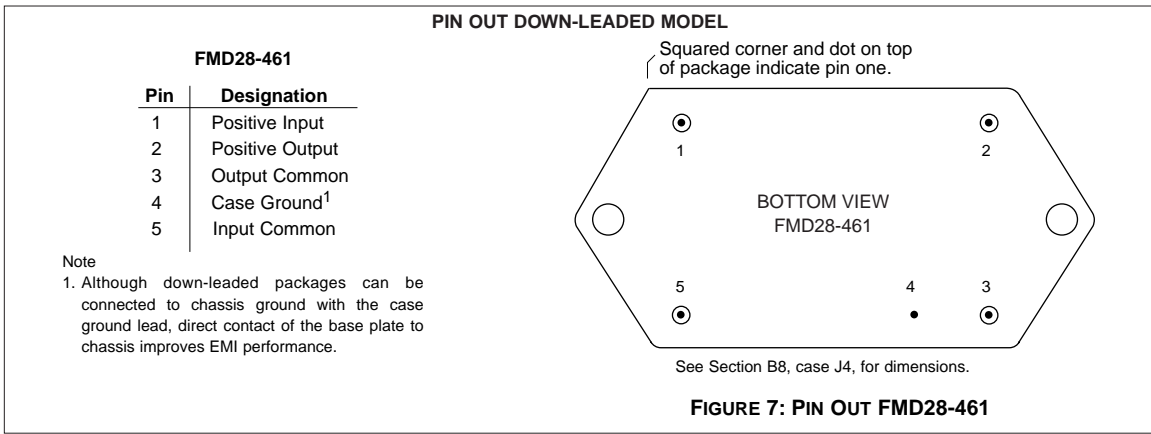 PIN OUT DOWN-LEADED MODEL
FMD28-461
Pin Designation
1 Positive Input
2 Positive Output
3 Output Common
4 Case Ground1
5 Input Common
Note
1. Although down-leaded packages can be
connected to chassis ground with the case
ground lead, direct contact of the base plate to
chassis improves EMI performance.
Squared corner and dot on top
of package indicate pin one.
1 2
BOTTOM VIEW
FMD28-461
5 4 3
See Section B8, case J4, for dimensions.
FIGURE 7: PIN OUT FMD28-461